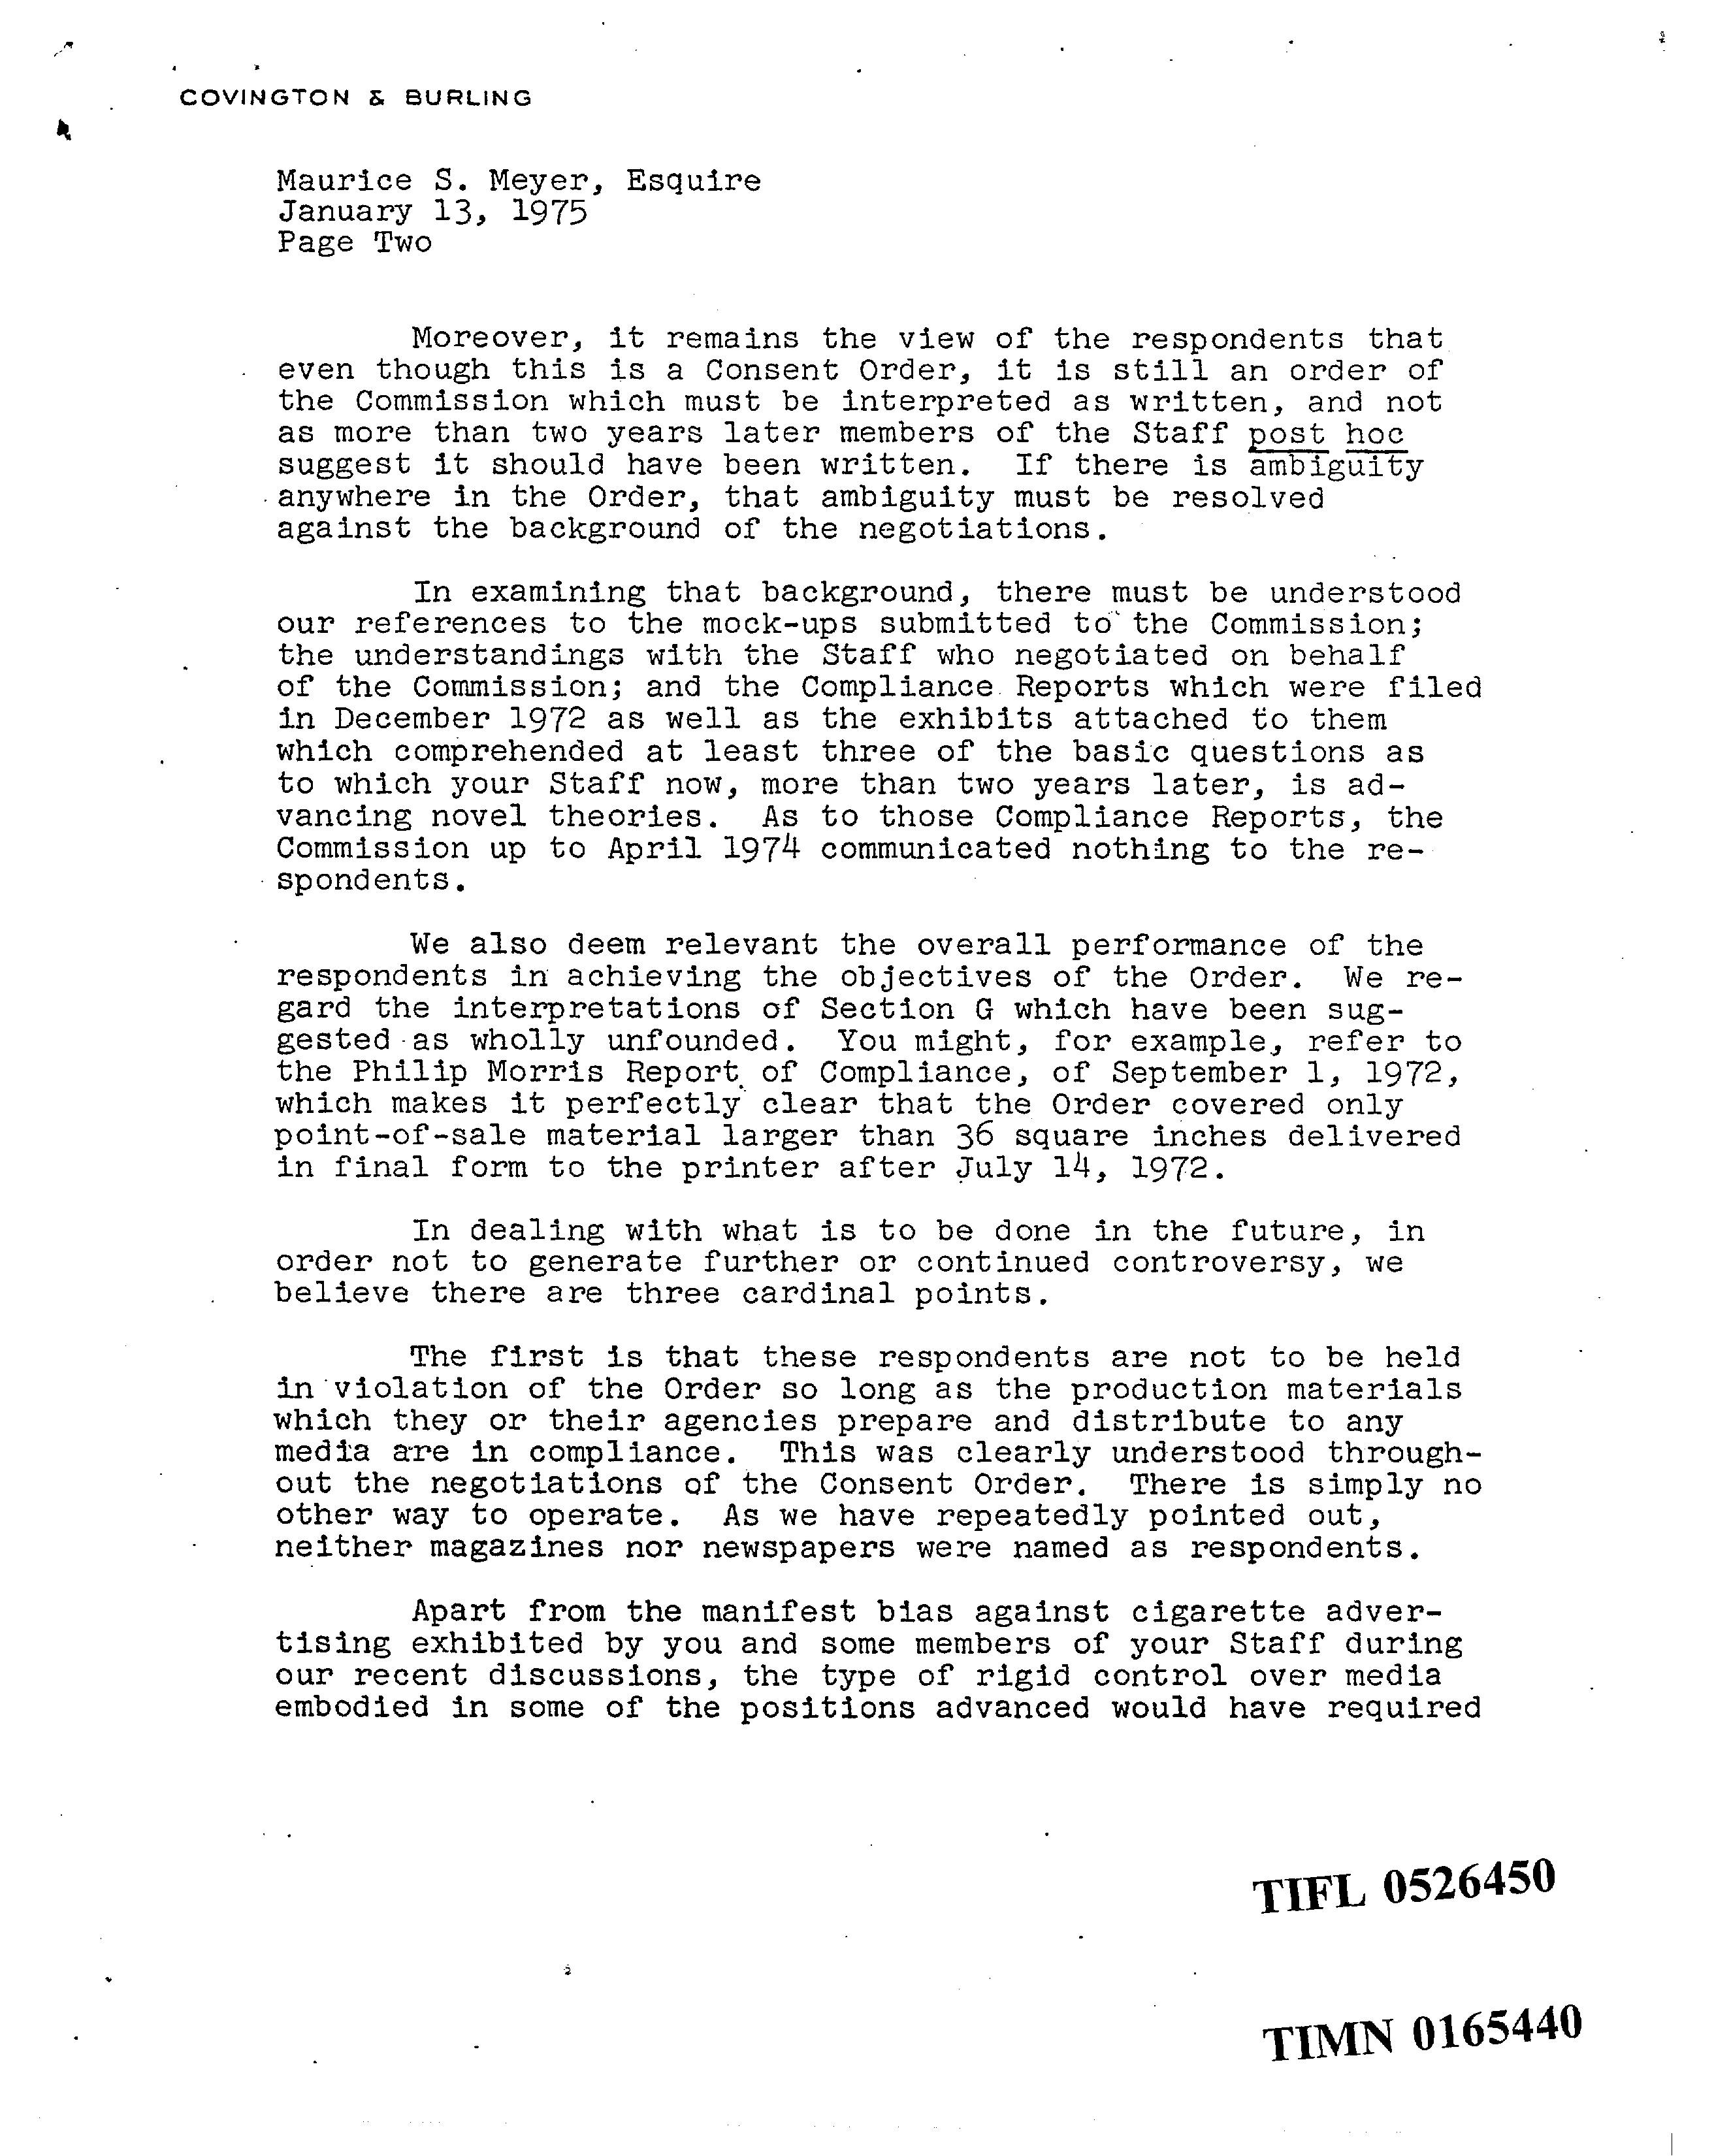 COVINGTON & BURLING
Maurice S. Meyer, Esquire
January 13, 1975
Page Two
Moreover, it remains the view of the respondents that
even though this is a Consent Order, it is still an order of
the Commission which must be interpreted as written, and not
as more than two years later members of the Staff post hoc
suggest it should have been written. If there is ambiguity
anywhere in the Order, that ambiguity must be resolved
against the background of the negotiations.
In examining that background, there must be understood
our references to the mock-ups submitted to the Commission;
the understandings with the Staff who negotiated on behalf
of the Commission; and the Compliance Reports which were filed
in December 1972 as well as the exhibits attached to them
which comprehended at least three of the basic questions as
to which your Staff now, more than two years later, is ad-
vancing novel theories. As to those Compliance Reports, the
Commission up to April 1974 communicated nothing to the re-
spondents.
We also deem relevant the overall performance of the
respondents in achieving the objectives of the Order. We re-
gard the interpretations of Section G which have been sug-
gested as wholly unfounded. You might, for example, refer to
the Philip Morris Report of Compliance, of September 1, 1972,
which makes it perfectly clear that the Order covered only
point-of-sale material larger than 36 square inches delivered
in final form to the printer after July 14, 1972.
In dealing with what is to be done in the future, in
order not to generate further or continued controversy, we
believe there are three cardinal points.
The first is that these respondents are not to be held
in violation of the Order so long as the production materials
which they or their agencies prepare and distribute to any
media are in compliance. This was clearly understood through-
out the negotiations of the Consent Order. There is simply no
other way to operate. As we have repeatedly pointed out,
neither magazines nor newspapers were named as respondents.
Apart from the manifest bias against cigarette adver-
tising exhibited by you and some members of your Staff during
our recent discussions, the type of rigid control over media
embodied in some of the positions advanced would have required
TIFL 0526450
TIMN 0165440